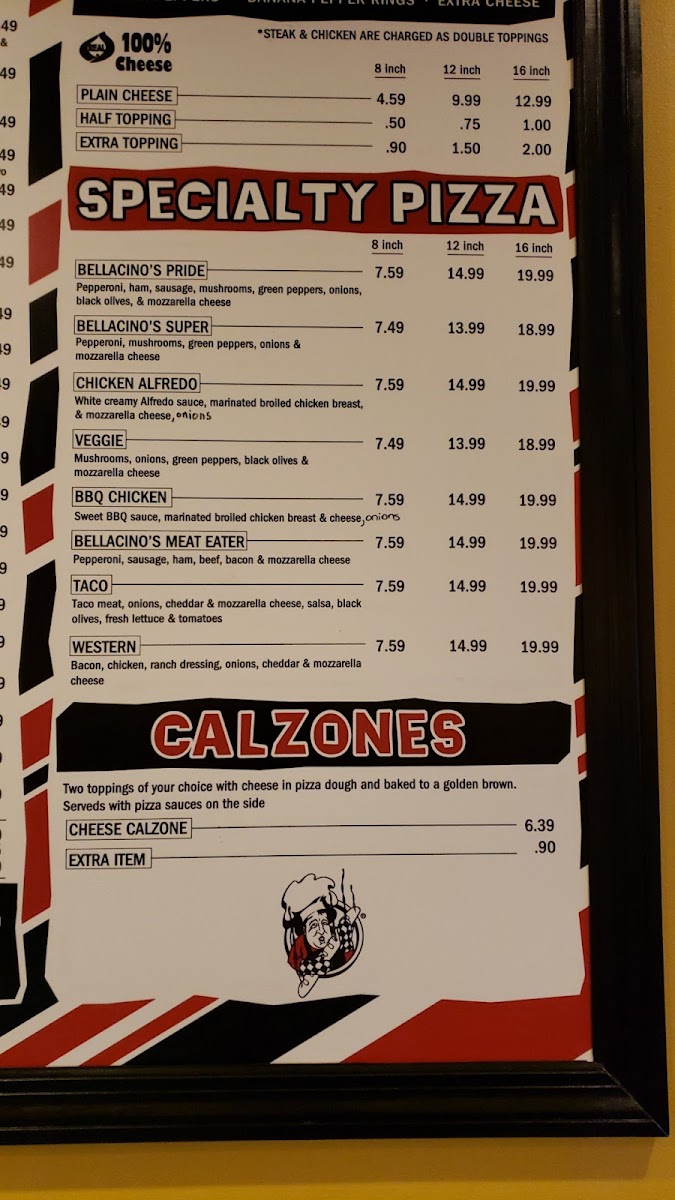 BANANA PEPPER RINGS • EXTRA CHEESE
*STEAK & CHICKEN ARE CHARGED AS DOUBLE TOPPINGS
REAL 100%
Cheese
8 inch 12 inch 16 inch
PLAIN CHEESE 4.59 9.99 12.99
HALF TOPPING .50 .75 1.00
EXTRA TOPPING .90 1.50 2.00
SPECIALTY PIZZA
8 inch 12 inch 16 inch
BELLACINO'S PRIDE 7.59 14.99 19.99
Pepperoni, ham, sausage, mushrooms, green peppers, onions,
black olives, & mozzarella cheese
BELLACINO'S SUPER 7.49 13.99 18.99
Pepperoni, mushrooms, green peppers, onions &
mozzarella cheese
CHICKEN ALFREDO 7.59 14.99 19.99
White creamy Alfredo sauce, marinated broiled chicken breast,
& mozzarella cheese, onions
VEGGIE 7.49 13.99 18.99
Mushrooms, onions, green peppers, black olives &
mozzarella cheese
BBQ CHICKEN 7.59 14.99 19.99
Sweet BBQ sauce, marinated broiled chicken breast & cheese, onions
BELLACINO'S MEAT EATER 7.59 14.99 19.99
Pepperoni, sausage, ham, beef, bacon & mozzarella cheese
TACO 7.59 14.99 19.99
Taco meat, onions, cheddar & mozzarella cheese, salsa, black
olives, fresh lettuce & tomatoes
WESTERN 7.59 14.99 19.99
Bacon, chicken, ranch dressing, onions, cheddar & mozzarella
cheese
CALZONES
Two toppings of your choice with cheese in pizza dough and baked to a golden brown.
Serveds with pizza sauces on the side
CHEESE CALZONE 6.39
EXTRA ITEM .90
®